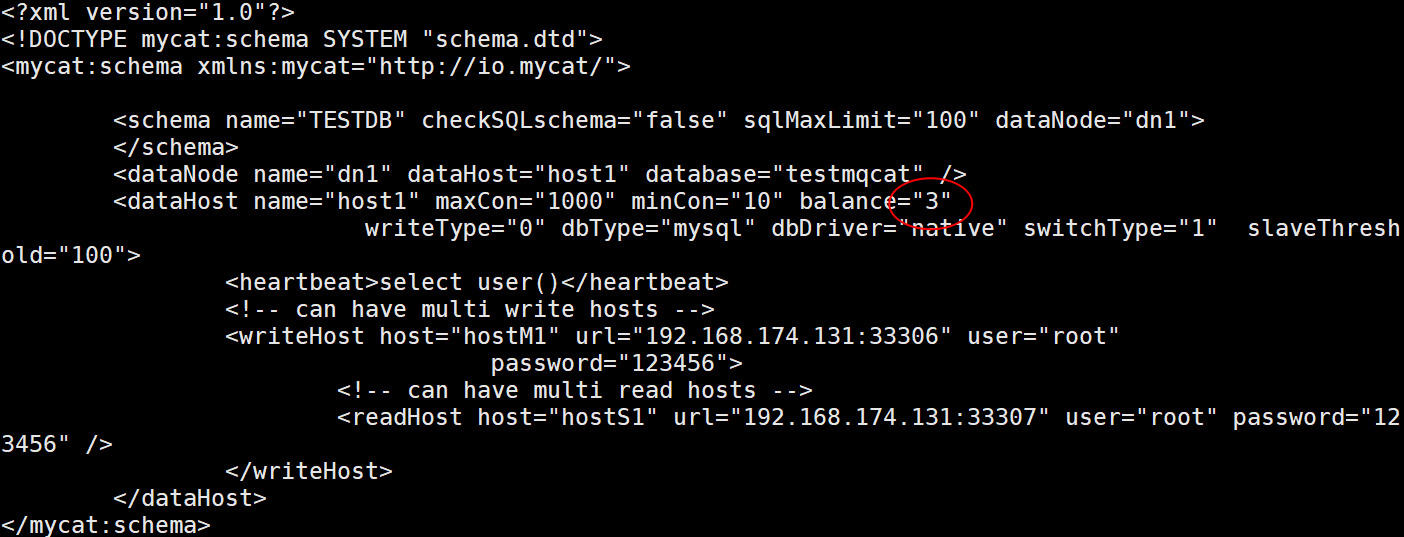 <?xml version="1.0"?>
<!DOCTYPE mycat:schema SYSTEM "schema.dtd">
<mycat:schema xmlns:mycat="http://io.mycat/">
        <schema name="TESTDB" checkSQLschema="false" sqlMaxLimit="100" dataNode="dn1">
        </schema>
        <dataNode name="dn1" dataHost="host1" database="testmqcat" />
        <dataHost name="host1" maxCon="1000" minCon="10" balance="3"
                          writeType="0" dbType="mysql" dbDriver="native" switchType="1"  slaveThresh
old="100">
                <heartbeat>select user()</heartbeat>
                <!-- can have multi write hosts -->
                <writeHost host="hostM1" url="192.168.174.131:33306" user="root"
                                   password="123456">
                        <!-- can have multi read hosts -->
                        <readHost host="hostS1" url="192.168.174.131:33307" user="root" password="12
3456" />
                </writeHost>
        </dataHost>
</mycat:schema>